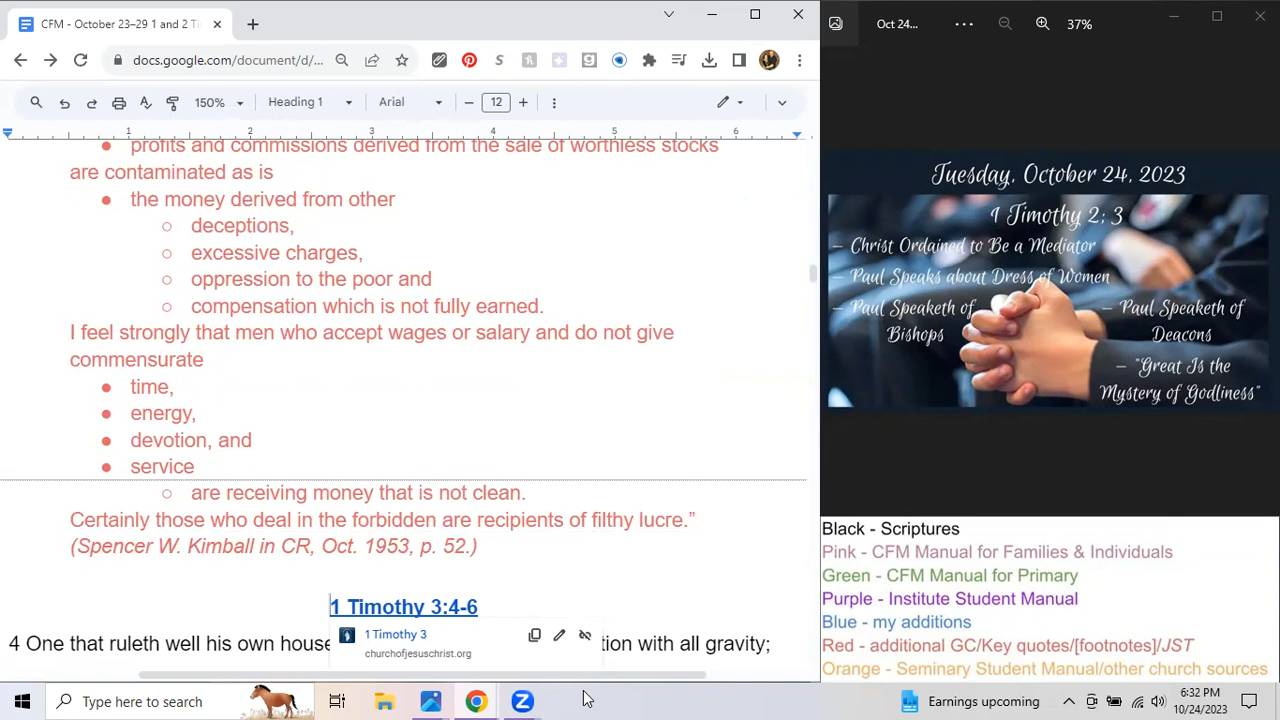 CFM - October 23–29 1 and 2 Ti
docs.google.com/document/d/...
150%
Heading 1
Arial
12
1 2 3 4 5 6
profits and commissions derived from the sale of worthless stocks
are contaminated as is
the money derived from other
deceptions,
excessive charges,
oppression to the poor and
compensation which is not fully earned.
I feel strongly that men who accept wages or salary and do not give
commensurate
time,
energy,
devotion, and
service
are receiving money that is not clean.
Certainly those who deal in the forbidden are recipients of filthy lucre.”
(Spencer W. Kimball in CR, Oct. 1953, p. 52.)
1 Timothy 3:4-6
4 One that ruleth well his own house
tion with all gravity;
1 Timothy 3
churchofjesuschrist.org
Oct 24...
37%
Tuesday, October 24, 2023
1 Timothy 2; 3
– Christ Ordained to Be a Mediator
– Paul Speaks about Dress of Women
– Paul Speaketh of
Bishops
– Paul Speaketh of
Deacons
– "Great Is the
Mystery of Godliness"
Black - Scriptures
Pink - CFM Manual for Families & Individuals
Green - CFM Manual for Primary
Purple - Institute Student Manual
Blue - my additions
Red - additional GC/Key quotes/[footnotes]/JST
Orange - Seminary Student Manual/other church sources
Type here to search
Earnings upcoming
6:32 PM
10/24/2023